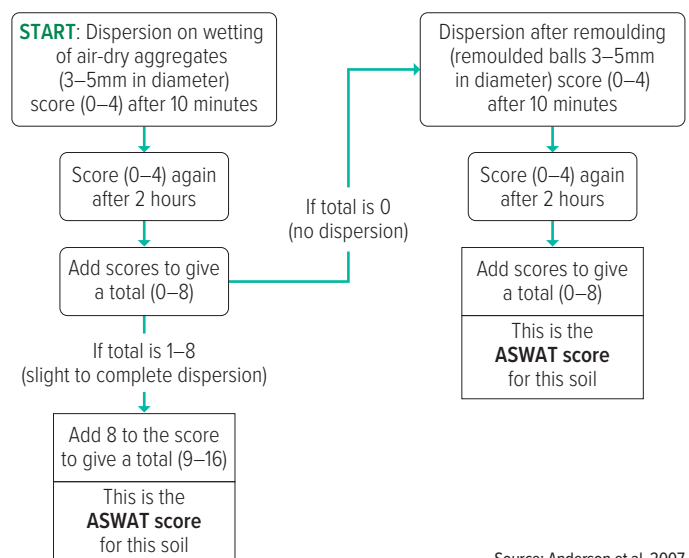 START: Dispersion on wetting
of air-dry aggregates
(3–5mm in diameter)
score (0–4) after 10 minutes
Score (0–4) again
after 2 hours
Add scores to give
a total (0–8)
If total is 1–8
(slight to complete dispersion)
Add 8 to the score
to give a total (9–16)
This is the
ASWAT score
for this soil
If total is 0
(no dispersion)
Dispersion after remoulding
(remoulded balls 3–5mm
in diameter) score (0–4)
after 10 minutes
Score (0–4) again
after 2 hours
Add scores to give
a total (0–8)
This is the
ASWAT score
for this soil
Source: Anderson et al. 2007